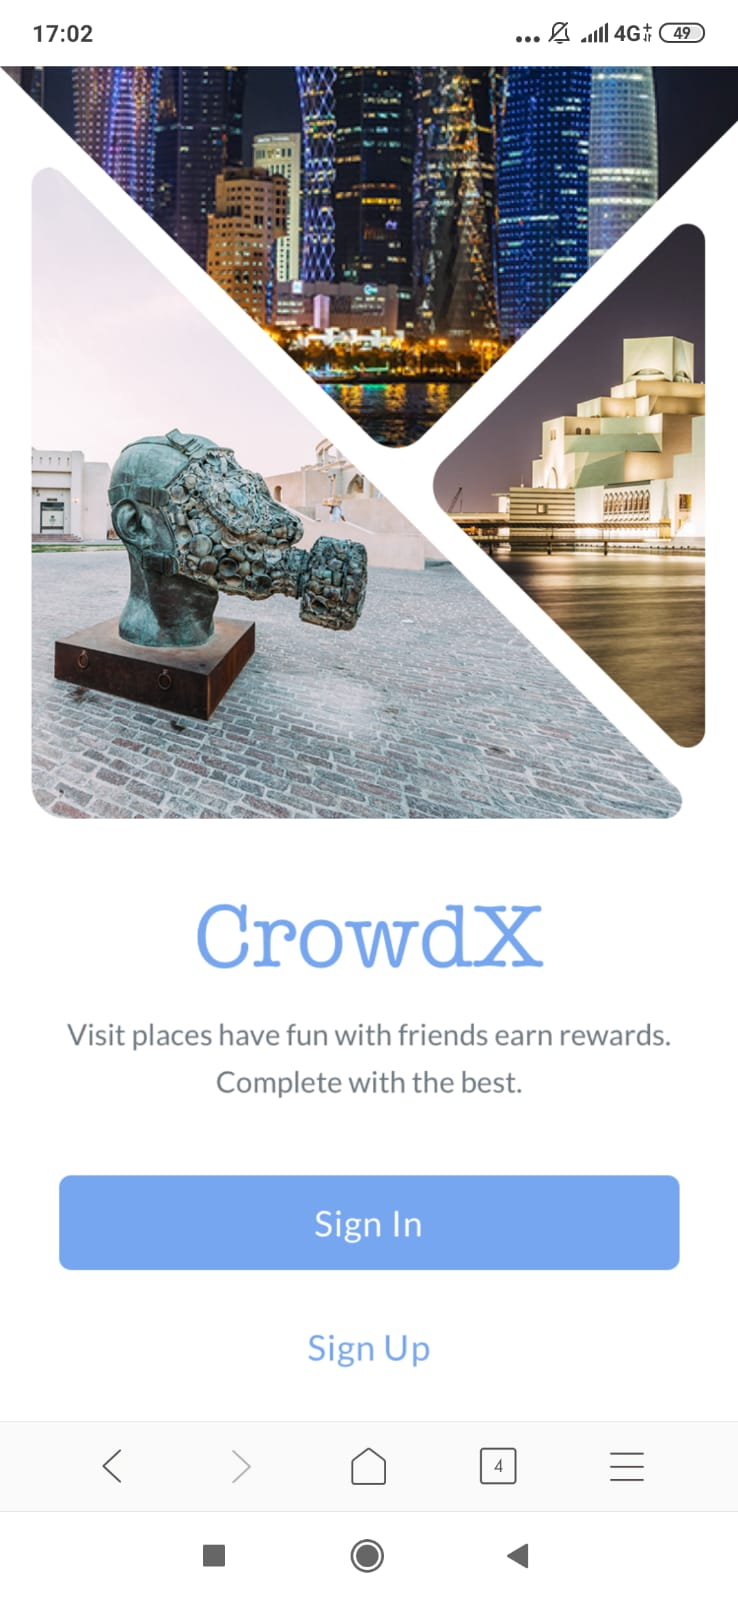 17:02
4G+ 49
CrowdX
Visit places have fun with friends earn rewards.
Complete with the best.
Sign In
Sign Up
4